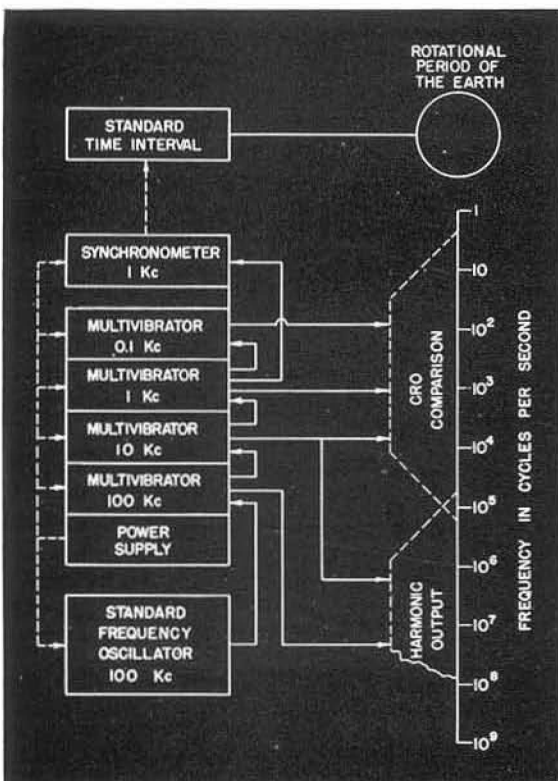 ROTATIONAL
PERIOD OF
THE EARTH
STANDARD
TIME INTERVAL
SYNCHRONOMETER
1 Kc
MULTIVIBRATOR
0.1 Kc
MULTIVIBRATOR
1 Kc
MULTIVIBRATOR
10 Kc
MULTIVIBRATOR
100 Kc
POWER
SUPPLY
STANDARD
FREQUENCY
OSCILLATOR
100 Kc
CRO
COMPARISON
HARMONIC
OUTPUT
1
10
10²
10³
10⁴
10⁵
10⁶
10⁷
10⁸
10⁹
FREQUENCY IN CYCLES PER SECOND